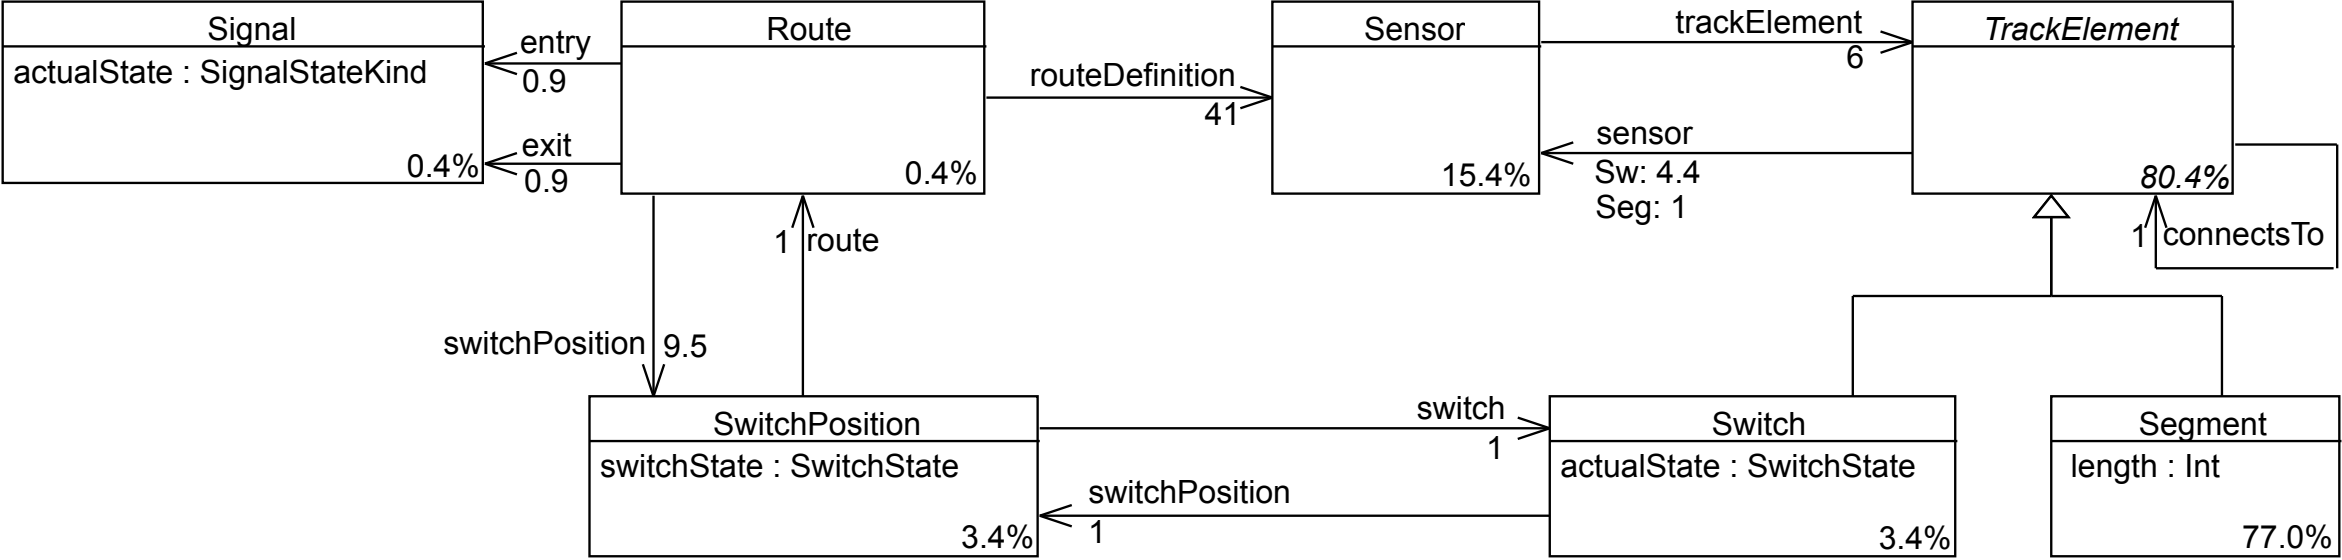 Signal
actualState : SignalStateKind
0.4%
entry
0.9
exit
0.9
Route
0.4%
routeDefinition
41
Sensor
15.4%
trackElement
6
sensor
Sw: 4.4
Seg: 1
TrackElement
80.4%
1 connectsTo
1 route
switchPosition 9.5
SwitchPosition
switchState : SwitchState
3.4%
switch
1
switchPosition
1
Switch
actualState : SwitchState
3.4%
Segment
length : Int
77.0%